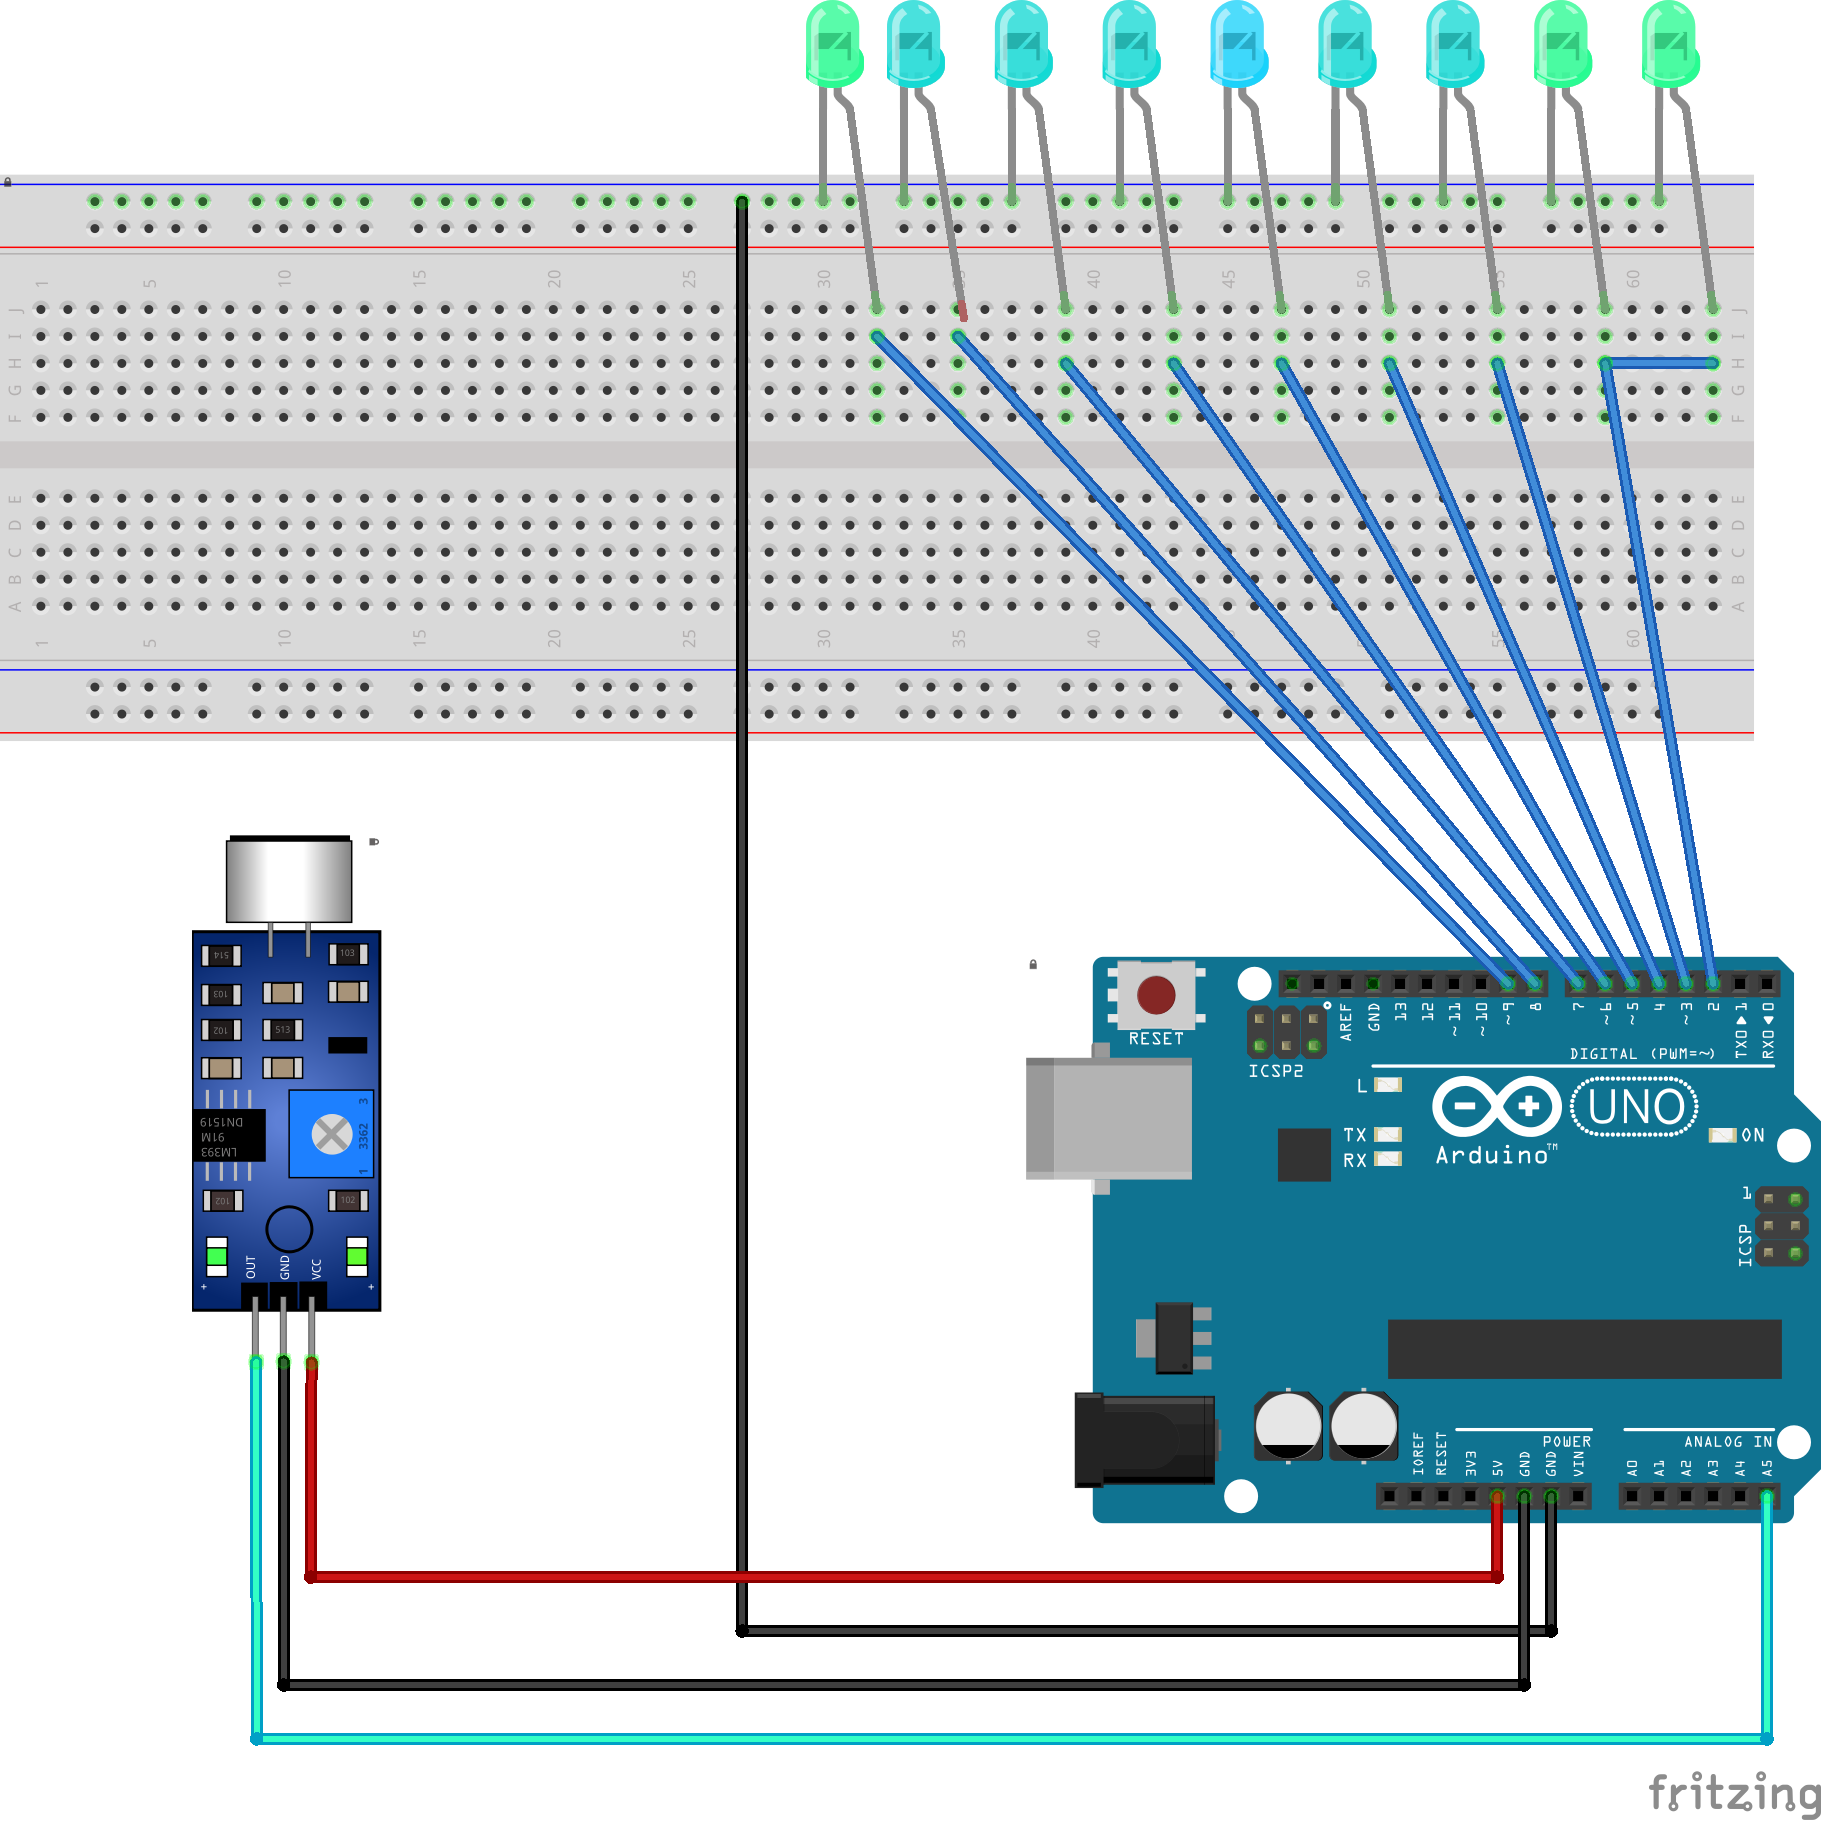 1 5 10 15 20 25 30 35 40 45 50 55 60
J J
I I
H H
G G
F F
E E
D D
C C
B B
A A
1 5 10 15 20 25 30 35 40 45 55 60
514
103
103
102
513
LM393
91M
DN1519
3
3362
1
102
102
OUT GND VCC
+ +
RESET
ICSP2
AREF GND 13 12 ~11 ~10 ~9 8 7 ~6 ~5 4 ~3 2 TX0▶1 RX0◀0
DIGITAL (PWM=~)
L
TX
RX
UNO
Arduino™
ON
1
ICSP
POWER
ANALOG IN
IOREF RESET 3V3 5V GND GND VIN A0 A1 A2 A3 A4 A5
fritzing